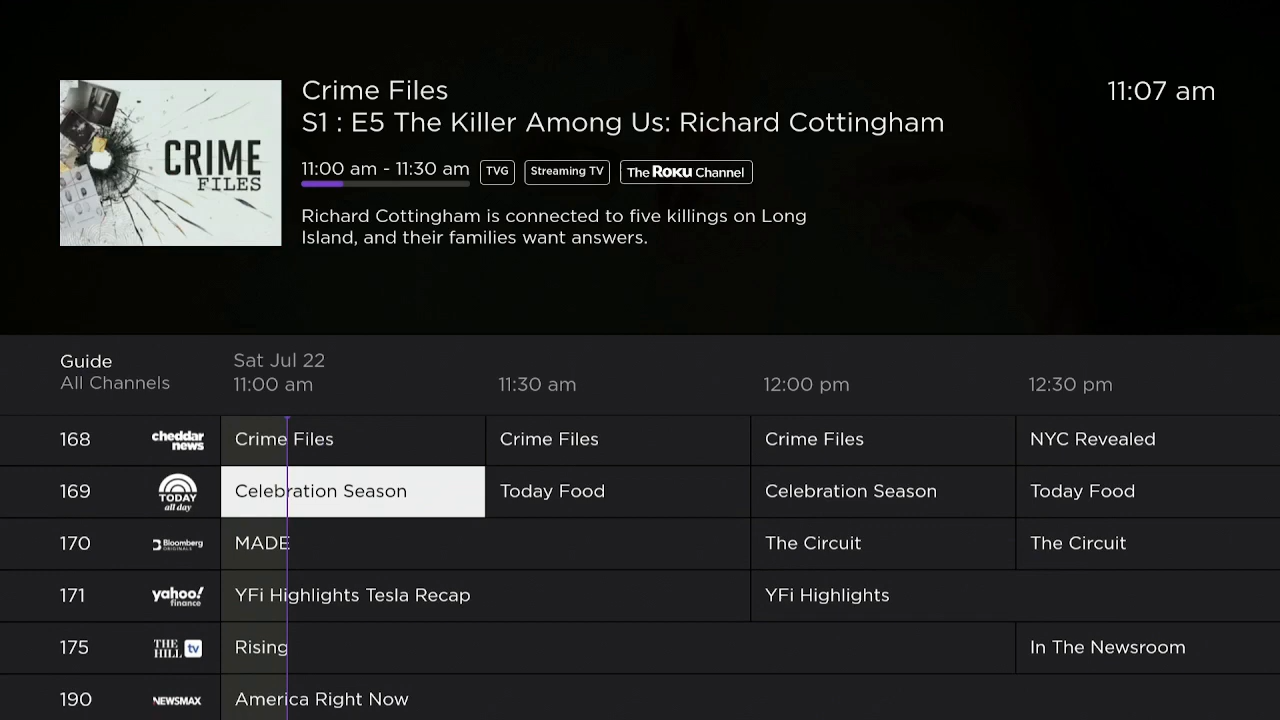 CRIME
FILES
Crime Files
11:07 am
S1 : E5 The Killer Among Us: Richard Cottingham
11:00 am - 11:30 am TVG Streaming TV The ROKU Channel
Richard Cottingham is connected to five killings on Long
Island, and their families want answers.
Guide
All Channels
Sat Jul 22
11:00 am 11:30 am 12:00 pm 12:30 pm
168 cheddar news Crime Files Crime Files Crime Files NYC Revealed
169 TODAY all day Celebration Season Today Food Celebration Season Today Food
170 Bloomberg ORIGINALS MADE The Circuit The Circuit
171 yahoo! finance YFi Highlights Tesla Recap YFi Highlights
175 THE HILL tv Rising In The Newsroom
190 NEWSMAX America Right Now